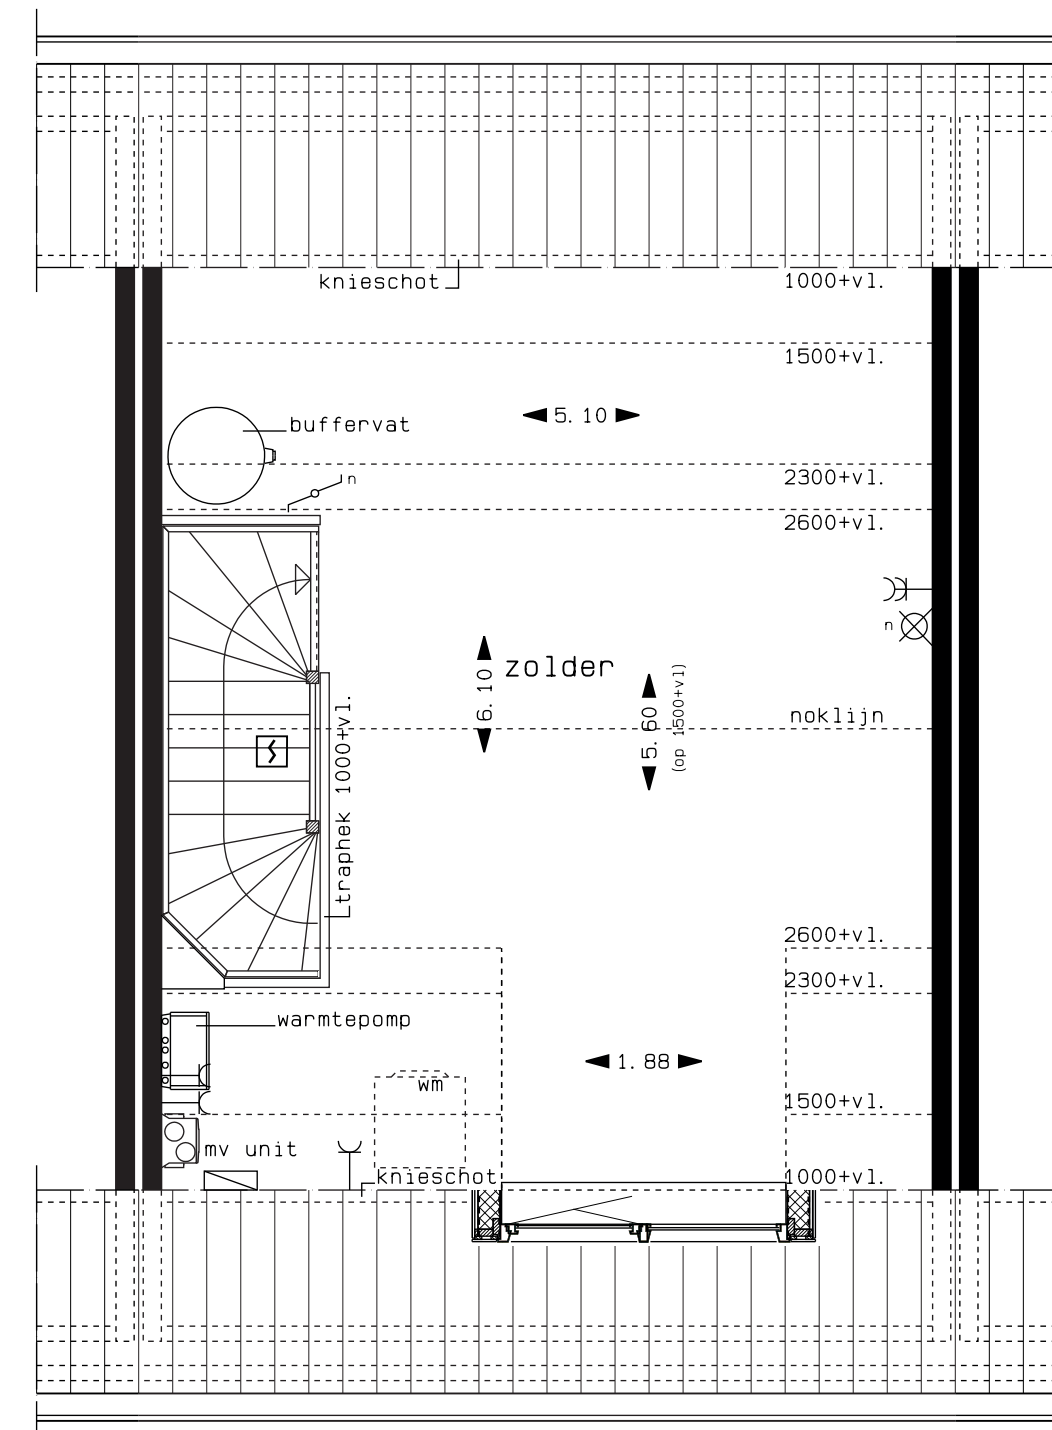 knieschot
1000+vl.
1500+vl.
5.10
buffervat
2300+vl.
n
2600+vl.
n
zolder
6.10
5.60
(op 1500+vl)
noklijn
traphek 1000+vl.
2600+vl.
2300+vl.
warmtepomp
1.88
wm
1500+vl.
mv unit
knieschot
1000+vl.